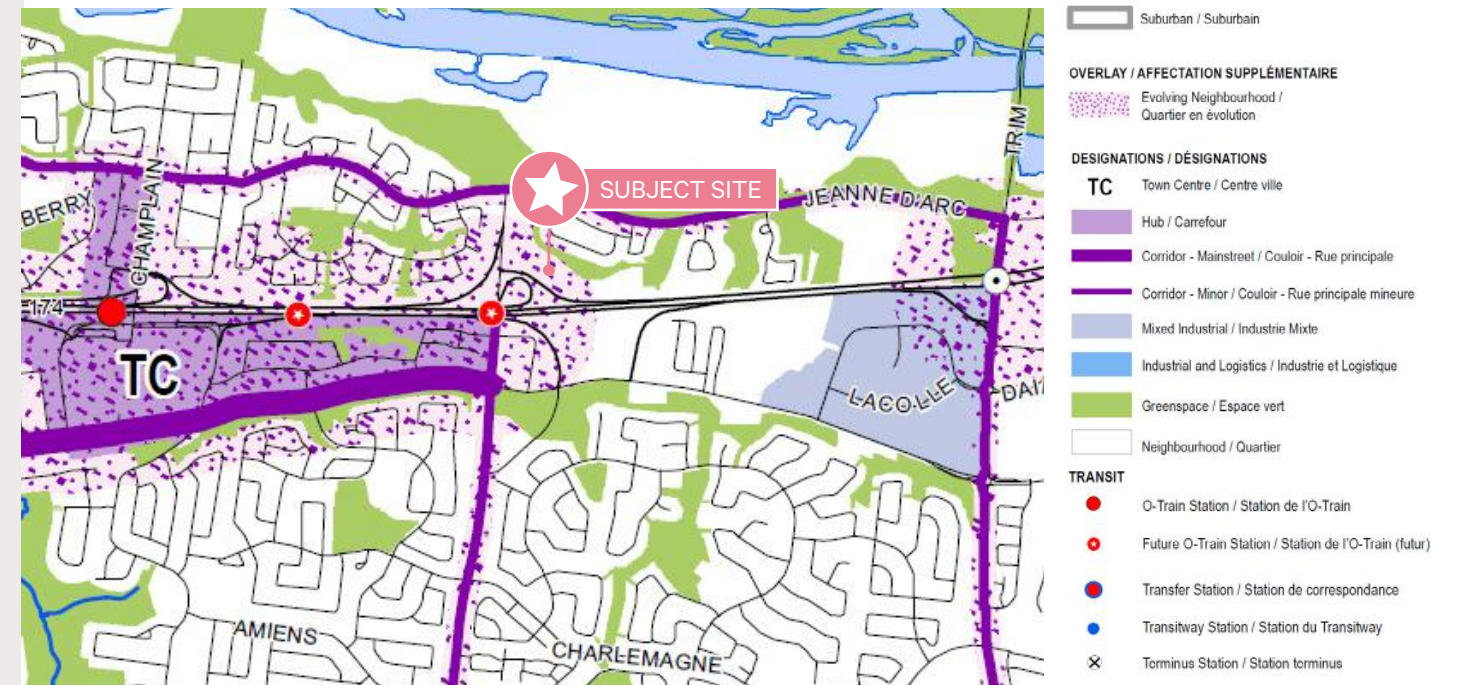 BERRY
CHAMPLAIN
174
TC
SUBJECT SITE
JEANNE D'ARC
TRIM
LACOLLE
AMIENS
CHARLEMAGNE
Suburban / Suburbain
OVERLAY / AFFECTATION SUPPLÉMENTAIRE
Evolving Neighbourhood /
Quartier en évolution
DESIGNATIONS / DÉSIGNATIONS
TC Town Centre / Centre ville
Hub / Carrefour
Corridor - Mainstreet / Couloir - Rue principale
Corridor - Minor / Couloir - Rue principale mineure
Mixed Industrial / Industrie Mixte
Industrial and Logistics / Industrie et Logistique
Greenspace / Espace vert
Neighbourhood / Quartier
TRANSIT
O-Train Station / Station de l'O-Train
Future O-Train Station / Station de l'O-Train (futur)
Transfer Station / Station de correspondance
Transitway Station / Station du Transitway
Terminus Station / Station terminus